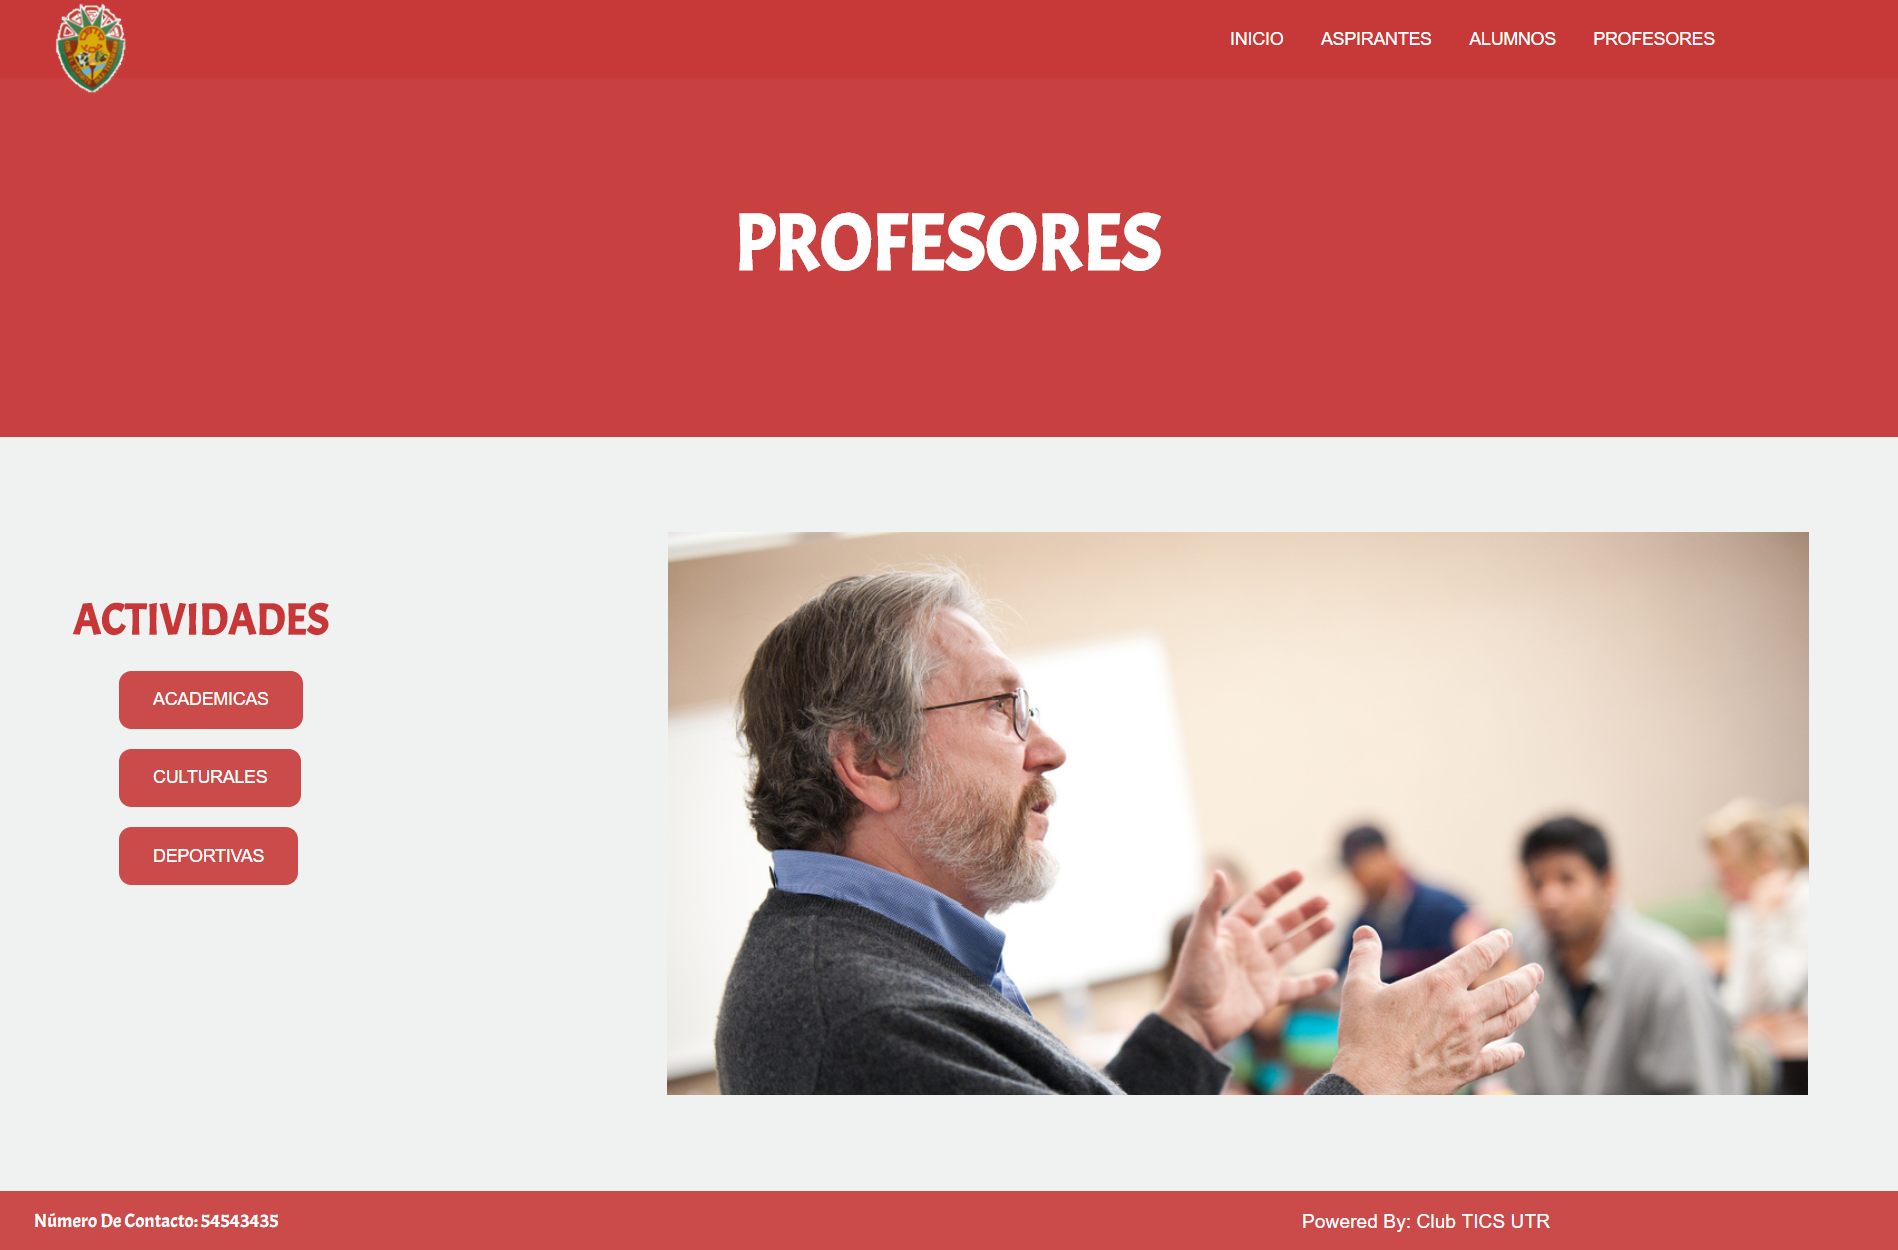 INICIO ASPIRANTES ALUMNOS PROFESORES
PROFESORES
ACTIVIDADES
ACADEMICAS
CULTURALES
DEPORTIVAS
Número De Contacto: 54543435
Powered By: Club TICS UTR